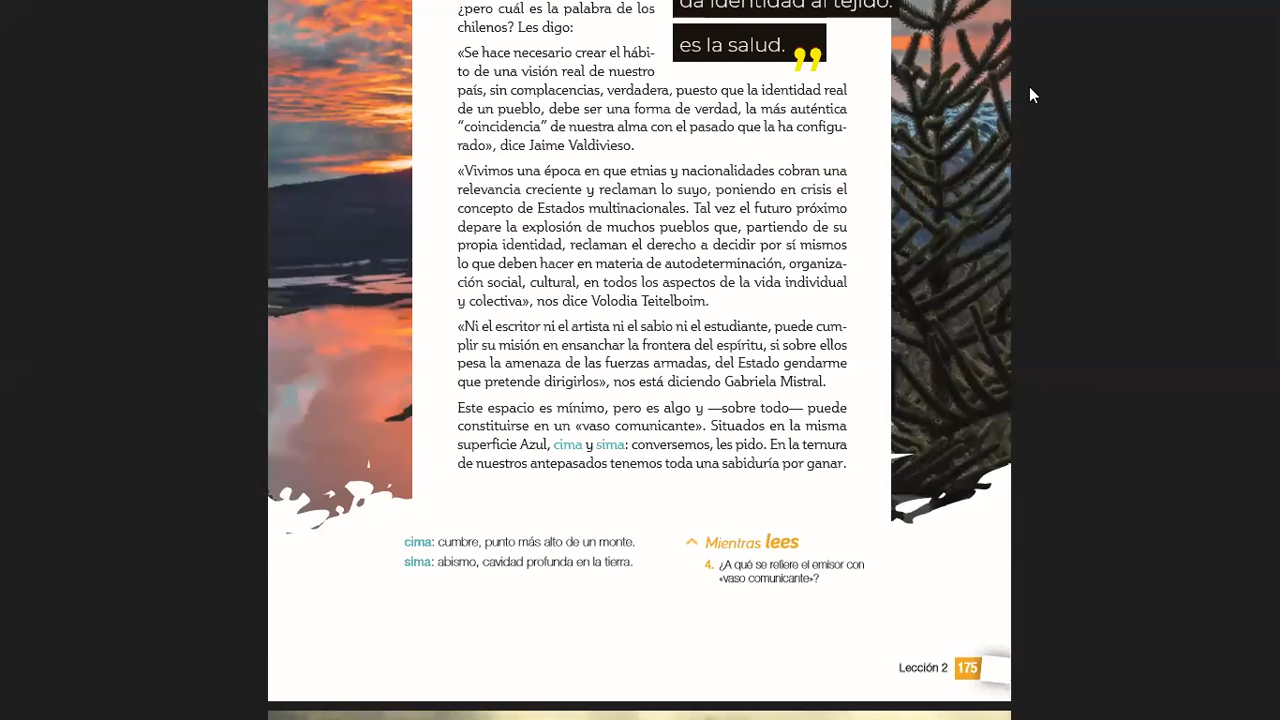 ¿pero cuál es la palabra de los
chilenos? Les digo:
da identidad al tejido.
es la salud. ”
«Se hace necesario crear el hábi-
to de una visión real de nuestro
país, sin complacencias, verdadera, puesto que la identidad real
de un pueblo, debe ser una forma de verdad, la más auténtica
“coincidencia” de nuestra alma con el pasado que la ha configu-
rado», dice Jaime Valdivieso.
«Vivimos una época en que etnias y nacionalidades cobran una
relevancia creciente y reclaman lo suyo, poniendo en crisis el
concepto de Estados multinacionales. Tal vez el futuro próximo
depare la explosión de muchos pueblos que, partiendo de su
propia identidad, reclaman el derecho a decidir por sí mismos
lo que deben hacer en materia de autodeterminación, organiza-
ción social, cultural, en todos los aspectos de la vida individual
y colectiva», nos dice Volodia Teitelboim.
«Ni el escritor ni el artista ni el sabio ni el estudiante, puede cum-
plir su misión en ensanchar la frontera del espíritu, si sobre ellos
pesa la amenaza de las fuerzas armadas, del Estado gendarme
que pretende dirigirlos», nos está diciendo Gabriela Mistral.
Este espacio es mínimo, pero es algo y —sobre todo— puede
constituirse en un «vaso comunicante». Situados en la misma
superficie Azul, cima y sima: conversemos, les pido. En la ternura
de nuestros antepasados tenemos toda una sabiduría por ganar.
cima: cumbre, punto más alto de un monte.
sima: abismo, cavidad profunda en la tierra.
Mientras lees
4. ¿A qué se refiere el emisor con
«vaso comunicante»?
Lección 2 175